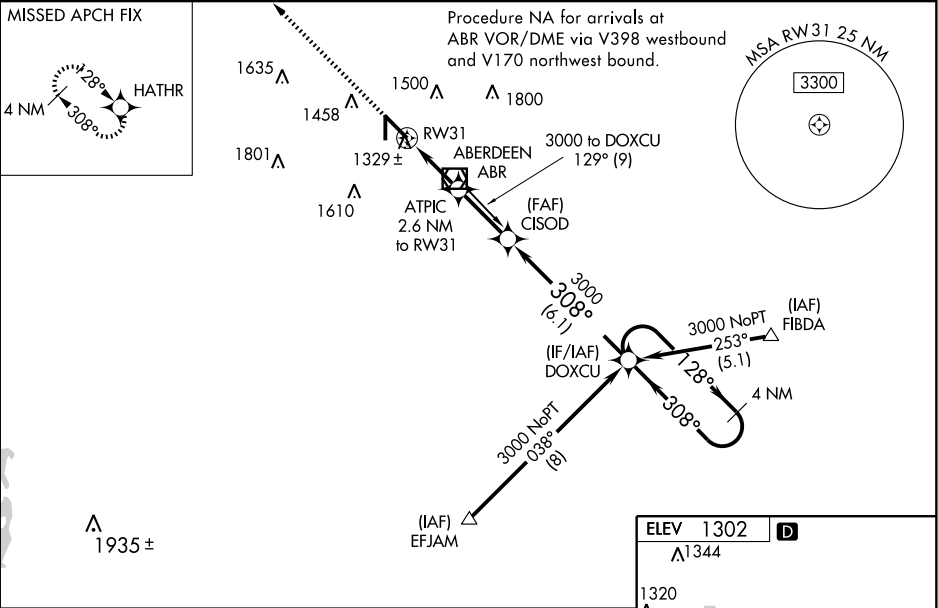 MISSED APCH FIX
128°
HATHR
4 NM
308°
Procedure NA for arrivals at
ABR VOR/DME via V398 westbound
and V170 northwest bound.
MSA RW31 25 NM
3300
1635
1458
1500
1800
1801
1329 ±
RW31
1610
ABERDEEN
ABR
3000 to DOXCU
129° (9)
ATPIC
2.6 NM
to RW31
(FAF)
CISOD
3000
308°
(6.1)
(IAF)
FIBDA
3000 NoPT
253°
(5.1)
(IF/IAF)
DOXCU
128°
4 NM
308°
3000 NoPT
038°
(8)
(IAF)
EFJAM
1935 ±
ELEV 1302 D
1344
1320